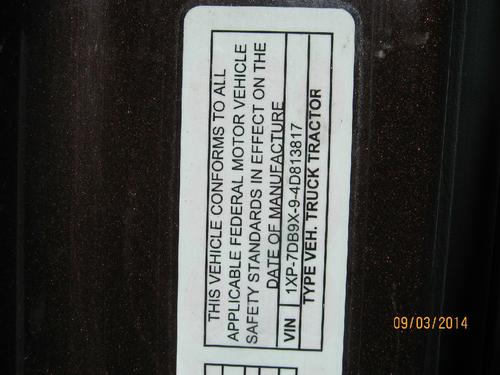 THIS VEHICLE CONFORMS TO ALL
APPLICABLE FEDERAL MOTOR VEHICLE
SAFETY STANDARDS IN EFFECT ON THE
DATE OF MANUFACTURE
VIN 1XP-7DB9X-9-4D813817
TYPE VEH. TRUCK TRACTOR
09/03/2014